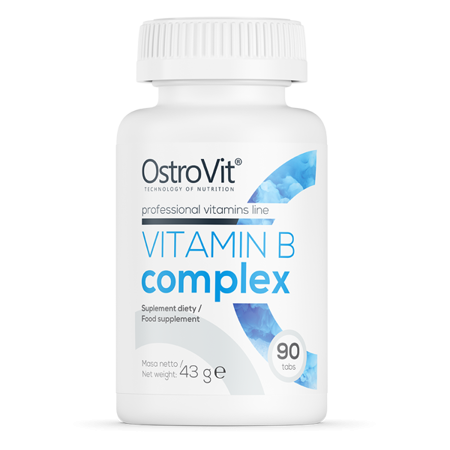 OstroVit®
TECHNOLOGY OF NUTRITION
professional vitamins line
VITAMIN B
complex
Suplement diety /
Food supplement
90
tabs
Masa netto /
Net weight: 43 g ℮